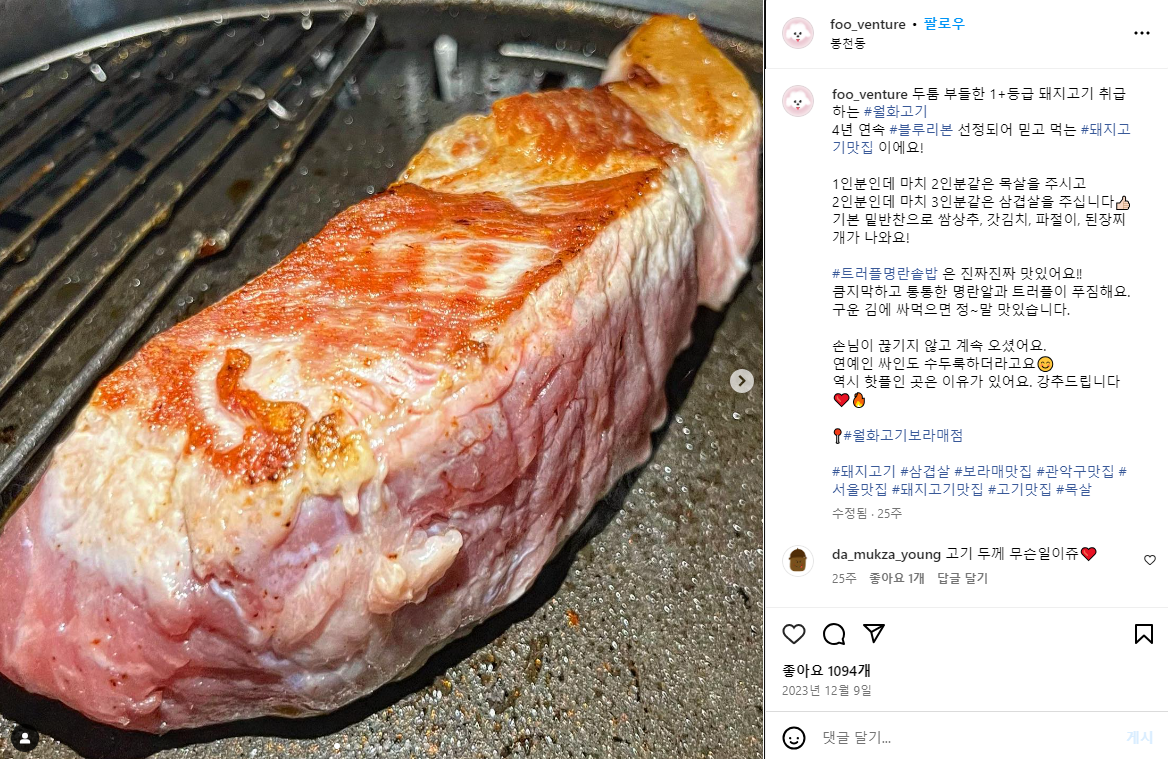 foo_venture • 팔로우
봉천동
foo_venture 두툼 부들한 1+등급 돼지고기 취급
하는 #월화고기
4년 연속 #블루리본 선정되어 믿고 먹는 #돼지고
기맛집 이에요!
1인분인데 마치 2인분같은 목살을 주시고
2인분인데 마치 3인분같은 삼겹살을 주십니다👍🏻
기본 밑반찬으로 쌈상추, 갓김치, 파절이, 된장찌
개가 나와요!
#트러플명란솥밥 은 진짜진짜 맛있어요!!
큼지막하고 통통한 명란알과 트러플이 푸짐해요.
구운 김에 싸먹으면 정~말 맛있습니다.
손님이 끊기지 않고 계속 오셨어요.
연예인 싸인도 수두룩하더라고요😊
역시 핫플인 곳은 이유가 있어요. 강추드립니다
❤️🔥
📍#월화고기보라매점
#돼지고기 #삼겹살 #보라매맛집 #관악구맛집 #
서울맛집 #돼지고기맛집 #고기맛집 #목살
수정됨 · 25주
da_mukza_young 고기 두께 무슨일이쥬❤️
25주 좋아요 1개 답글 달기
좋아요 1094개
2023년 12월 9일
댓글 달기... 게시